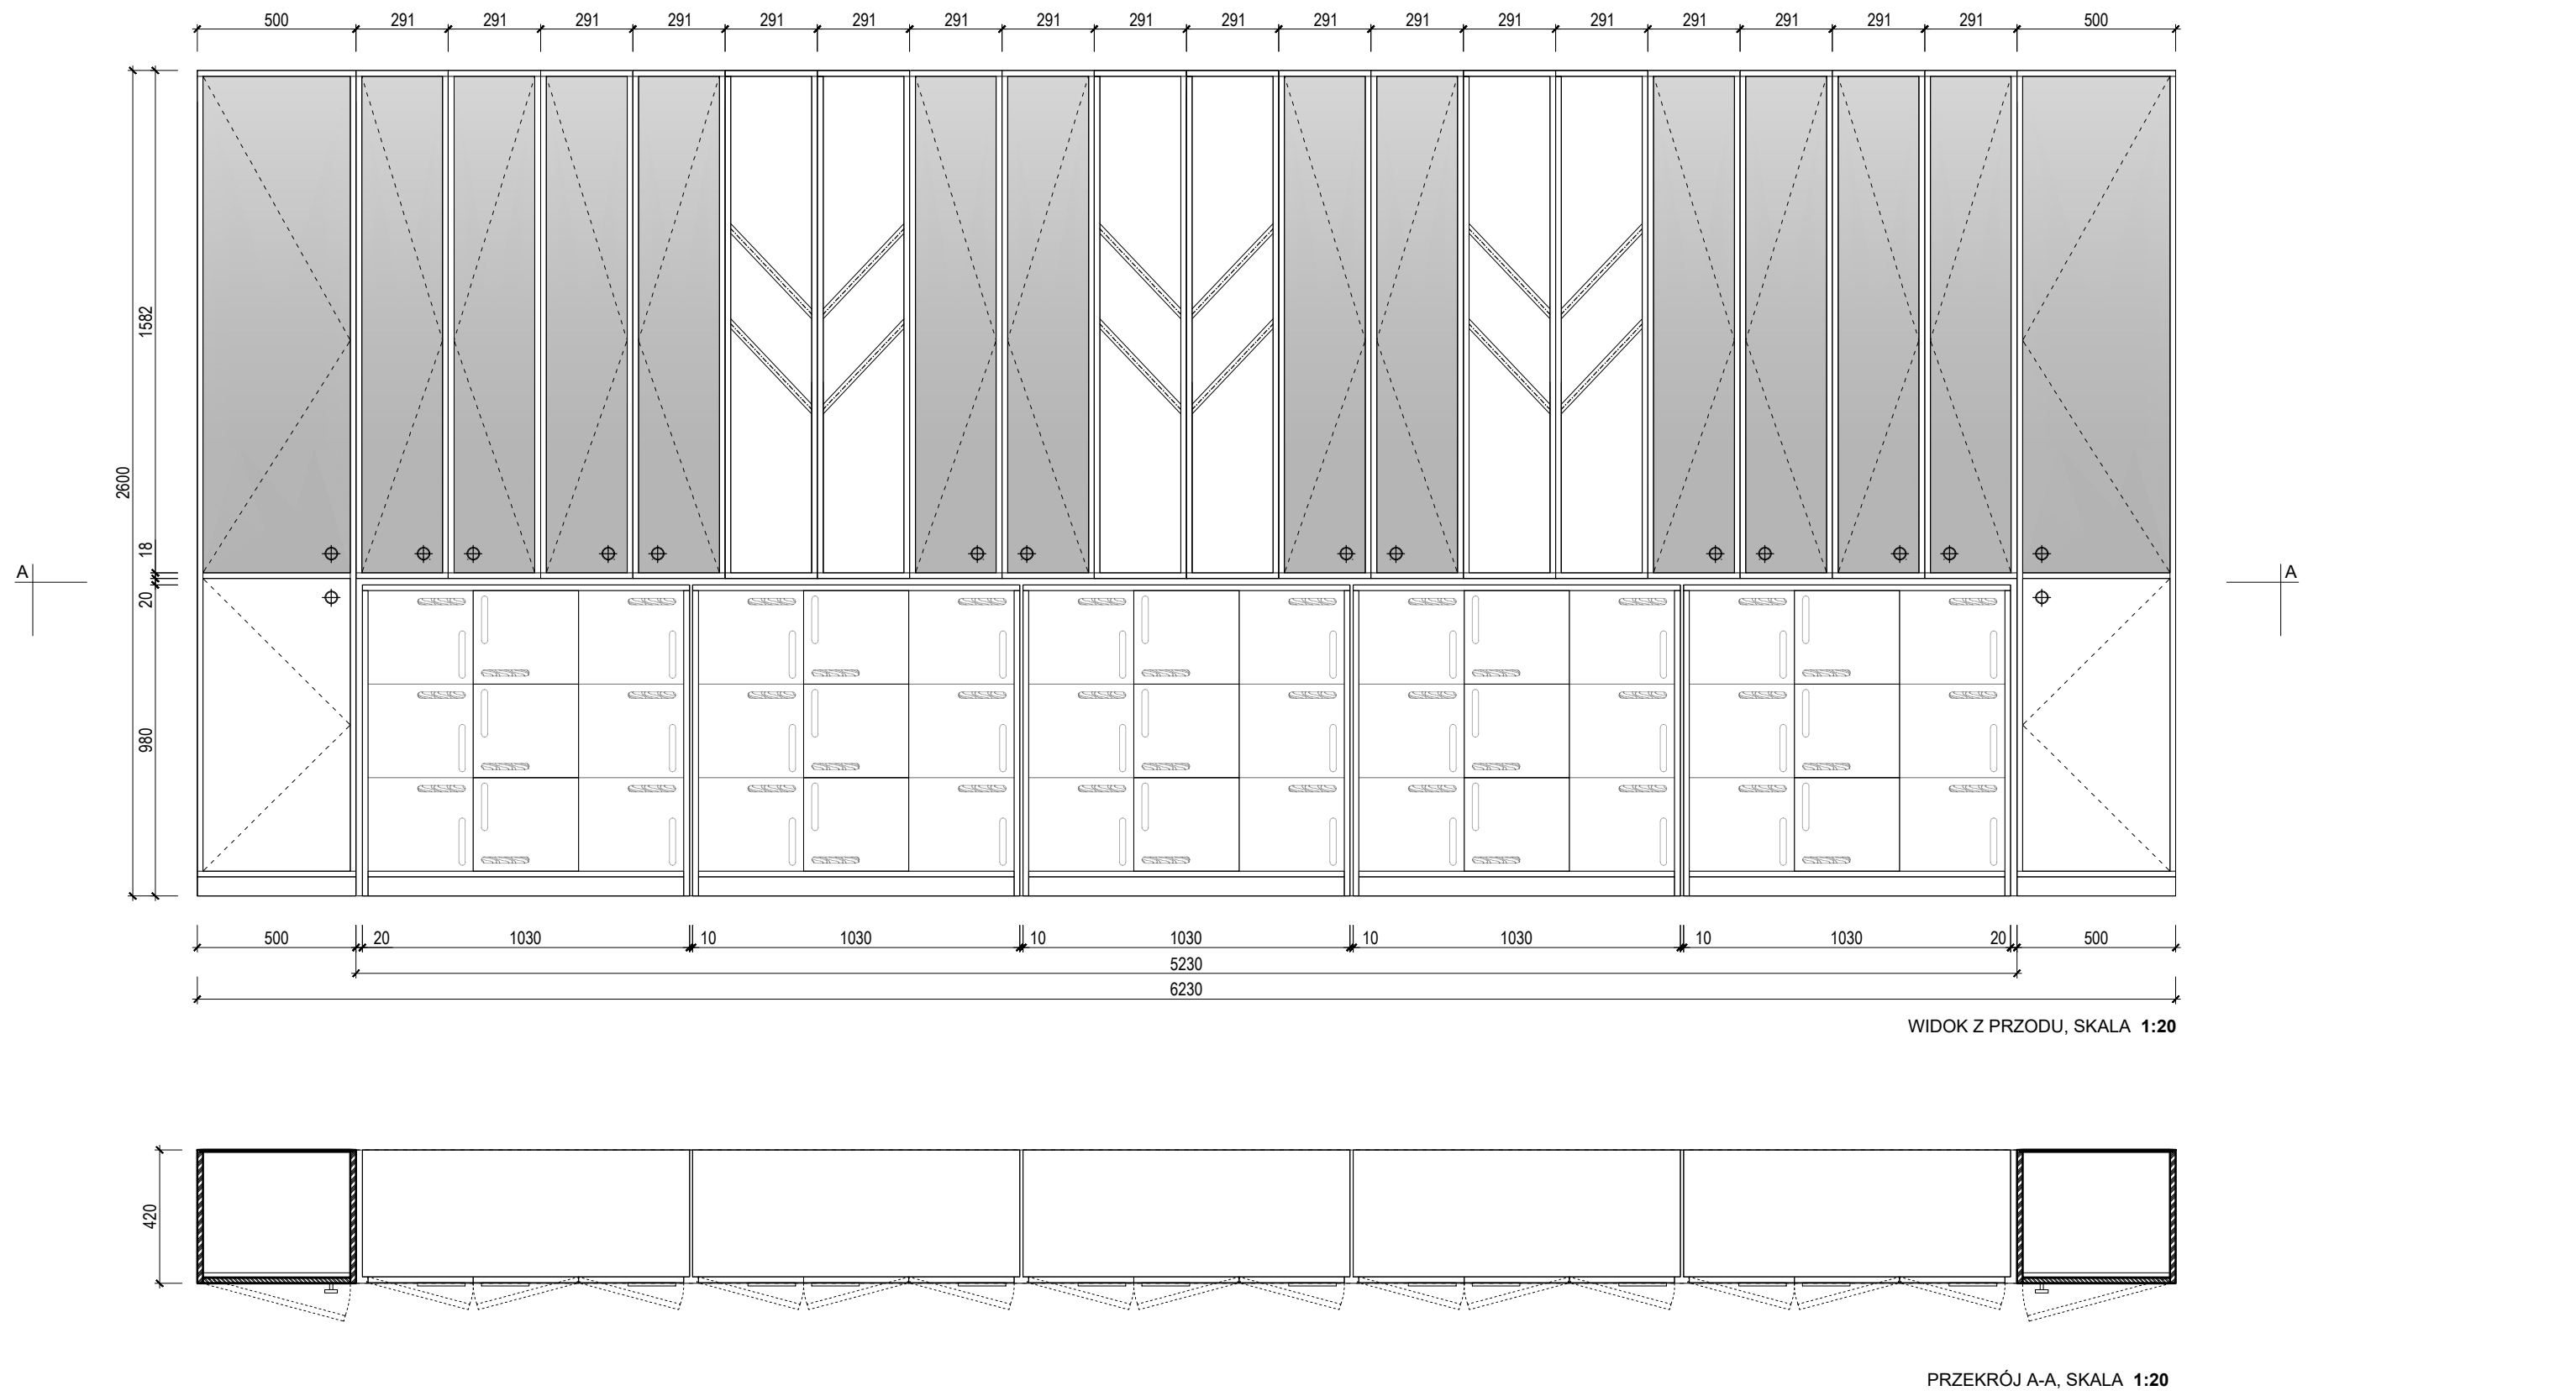 500 291 291 291 291 291 291 291 291 291 291 291 291 291 291 291 291 291 291 500
2600
1582
18
20
980
A
A
500 20 1030 10 1030 10 1030 10 1030 10 1030 20 500
5230
6230
WIDOK Z PRZODU, SKALA 1:20
420
PRZEKRÓJ A-A, SKALA 1:20